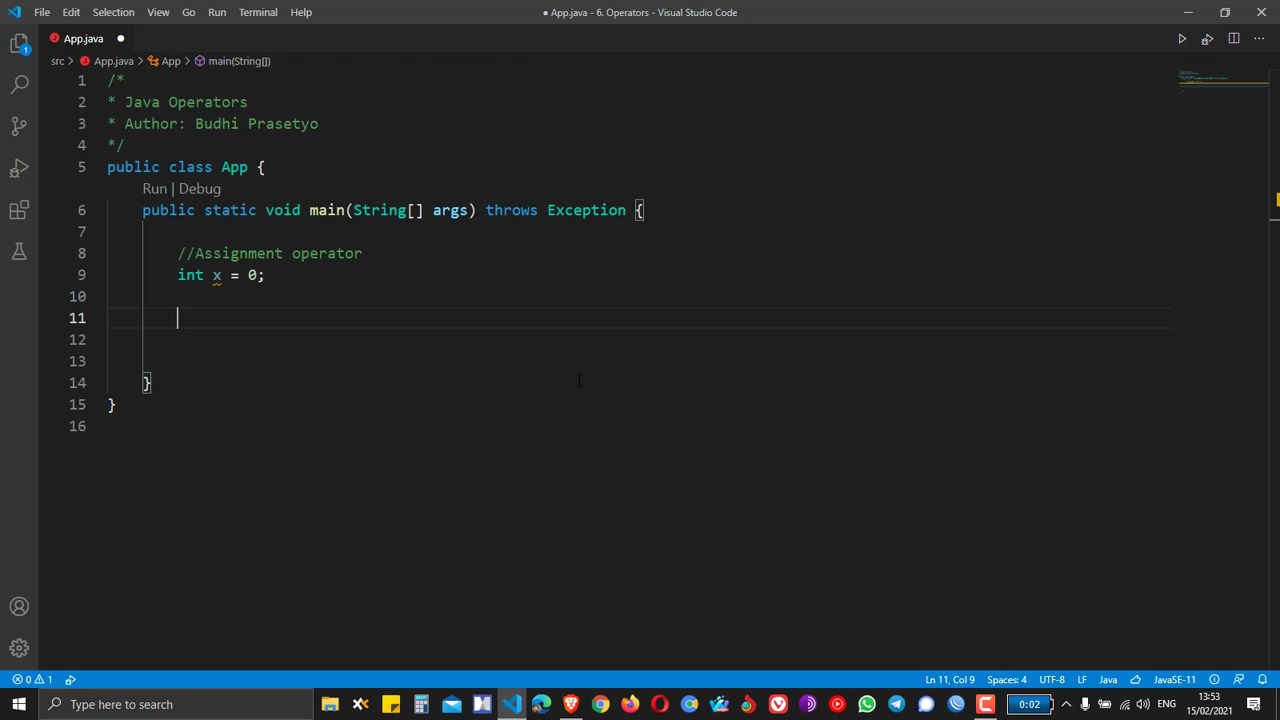 File Edit Selection View Go Run Terminal Help
● App.java - 6. Operators - Visual Studio Code
App.java ●
src > App.java > App > main(String[])
1 /*
2 * Java Operators
3 * Author: Budhi Prasetyo
4 */
5 public class App {
Run | Debug
6 public static void main(String[] args) throws Exception {
7
8 //Assignment operator
9 int x = 0;
10
11
12
13
14 }
15 }
16
1
0 1
Ln 11, Col 9 Spaces: 4 UTF-8 LF Java JavaSE-11
Type here to search
0:02
ENG
13:53
15/02/2021